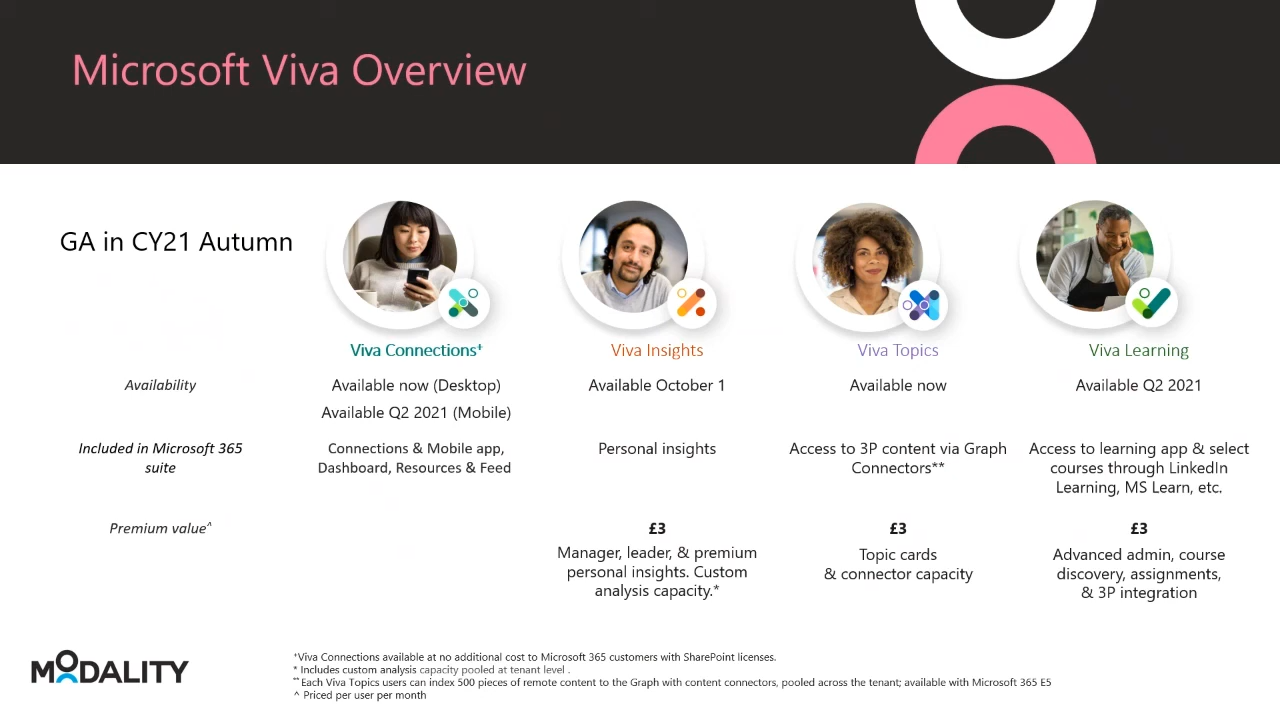 Microsoft Viva Overview
GA in CY21 Autumn
Viva Connections†
Viva Insights
Viva Topics
Viva Learning
Availability
Available now (Desktop)
Available Q2 2021 (Mobile)
Available October 1
Available now
Available Q2 2021
Included in Microsoft 365
suite
Connections & Mobile app,
Dashboard, Resources & Feed
Personal insights
Access to 3P content via Graph
Connectors**
Access to learning app & select
courses through LinkedIn
Learning, MS Learn, etc.
Premium value^
£3
Manager, leader, & premium
personal insights. Custom
analysis capacity.*
£3
Topic cards
& connector capacity
£3
Advanced admin, course
discovery, assignments,
& 3P integration
MODALITY
†Viva Connections available at no additional cost to Microsoft 365 customers with SharePoint licenses.
* Includes custom analysis capacity pooled at tenant level .
** Each Viva Topics users can index 500 pieces of remote content to the Graph with content connectors, pooled across the tenant; available with Microsoft 365 E5
^ Priced per user per month